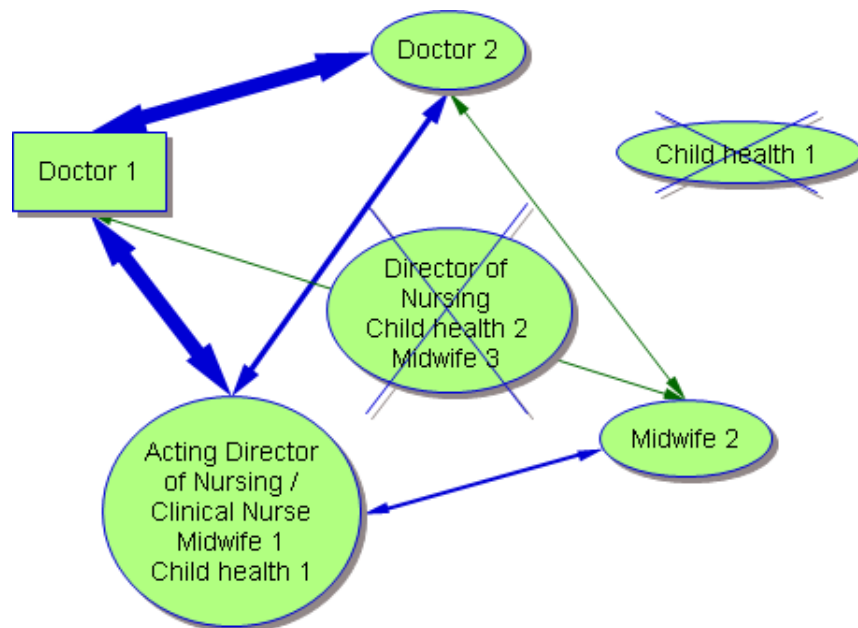 Doctor 2
Child health 1
Doctor 1
Director of
Nursing
Child health 2
Midwife 3
Midwife 2
Acting Director
of Nursing /
Clinical Nurse
Midwife 1
Child health 1